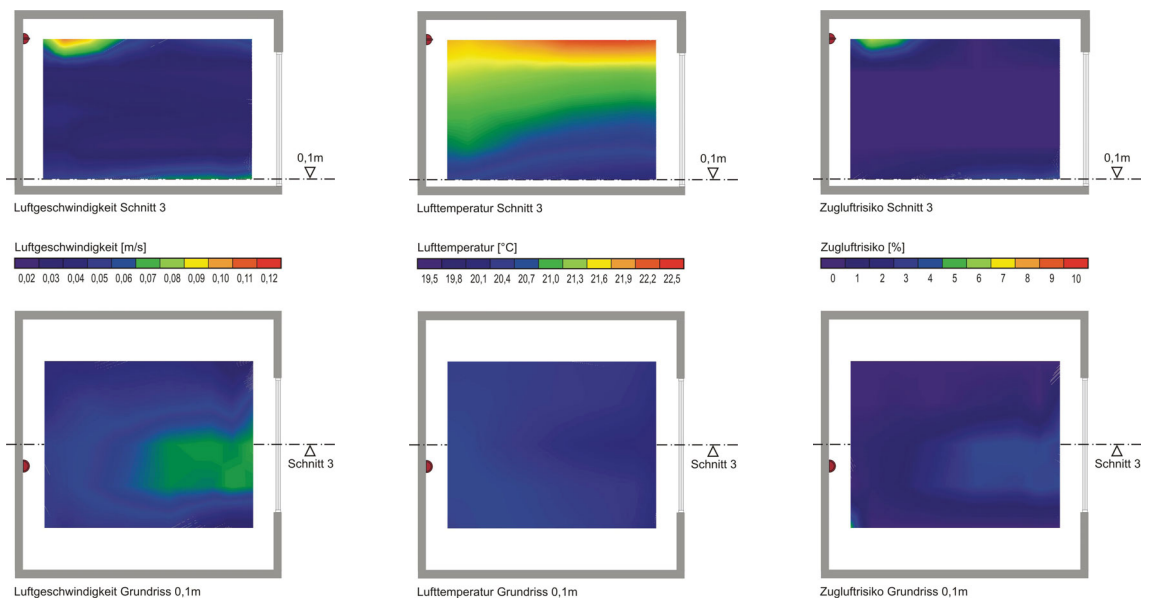 0,1m
0,1m
0,1m
Luftgeschwindigkeit Schnitt 3
Lufttemperatur Schnitt 3
Zugluftrisiko Schnitt 3
Luftgeschwindigkeit [m/s]
0,02 0,03 0,04 0,05 0,06 0,07 0,08 0,09 0,10 0,11 0,12
Lufttemperatur [°C]
19,5 19,8 20,1 20,4 20,7 21,0 21,3 21,6 21,9 22,2 22,5
Zugluftrisiko [%]
0 1 2 3 4 5 6 7 8 9 10
Schnitt 3
Schnitt 3
Schnitt 3
Luftgeschwindigkeit Grundriss 0,1m
Lufttemperatur Grundriss 0,1m
Zugluftrisiko Grundriss 0,1m